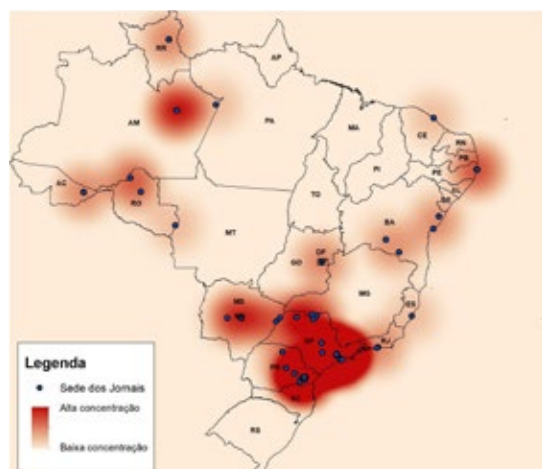 RR
AP
AM
PA
MA
CE
RN
PB
PE
PI
AC
RO
TO
SE
BA
MT
DF
GO
MG
ES
MS
SP
RJ
PR
SC
RS
Legenda
Sede dos Jornais
Alta concentração
Baixa concentração